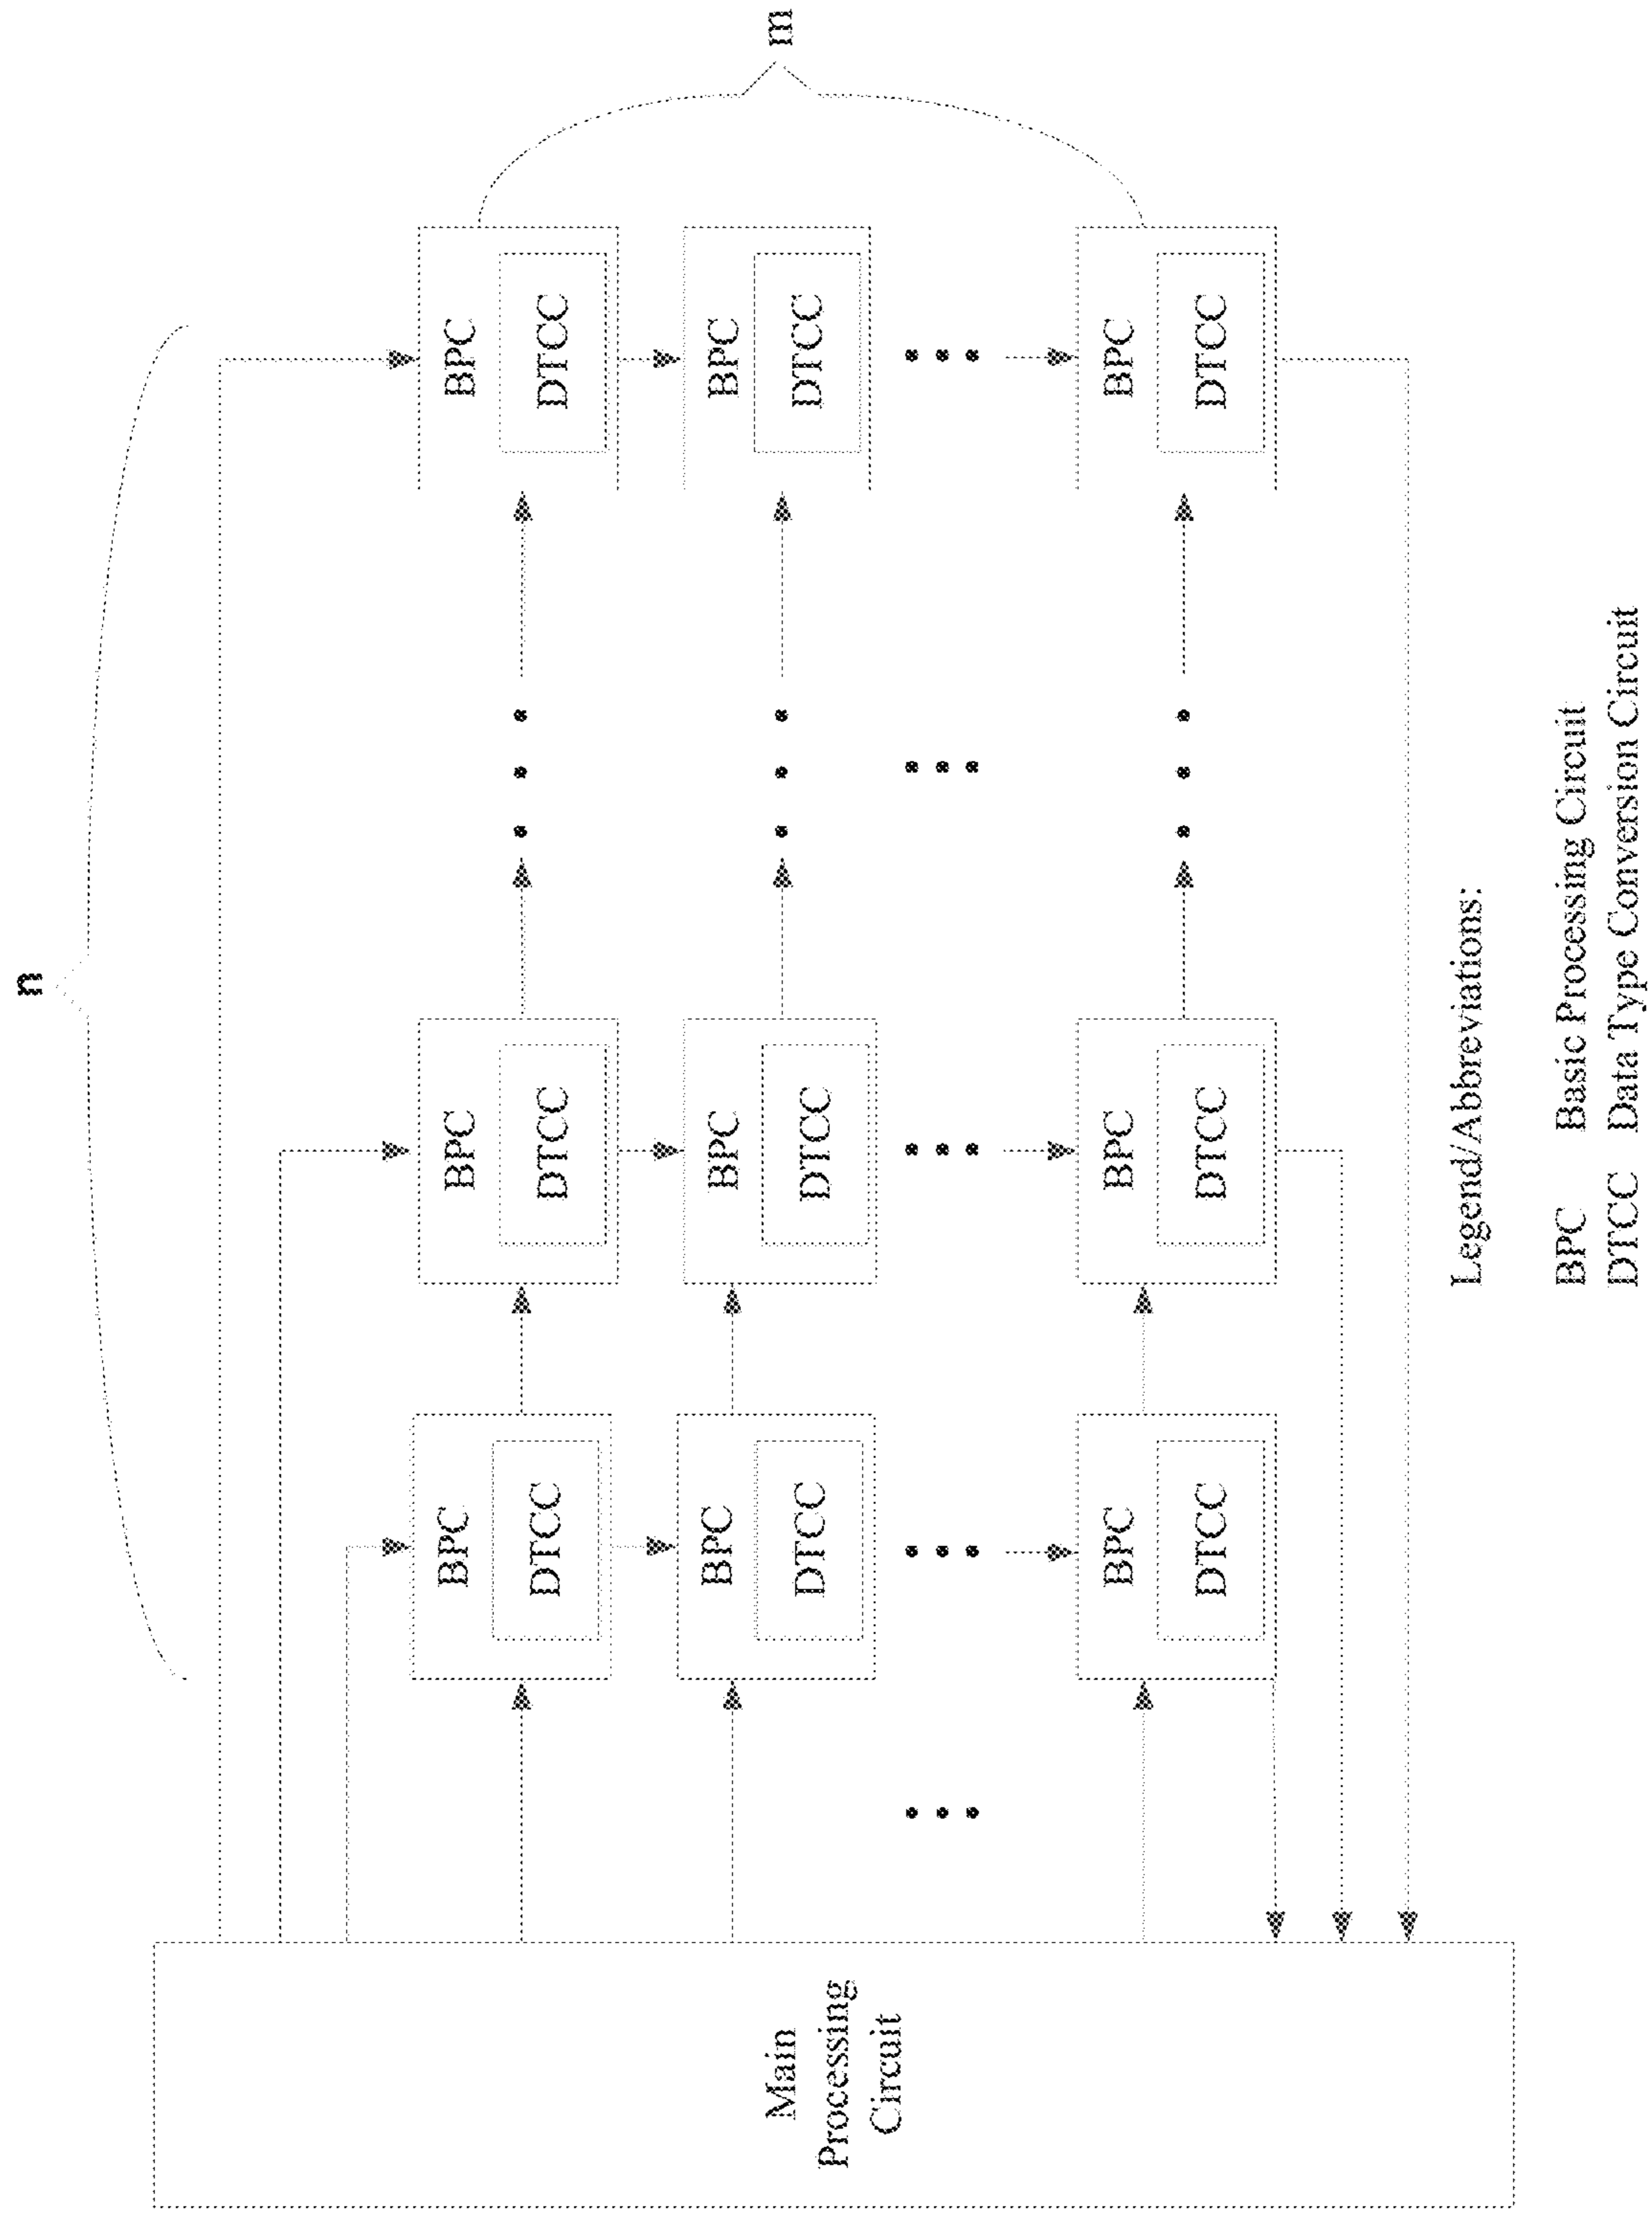 n
Main
Processing
Circuit
BPC
DTCC
BPC
DTCC
BPC
DTCC
BPC
DTCC
BPC
DTCC
BPC
DTCC
BPC
DTCC
BPC
DTCC
BPC
DTCC
m
Legend/Abbreviations:
BPC Basic Processing Circuit
DTCC Data Type Conversion Circuit